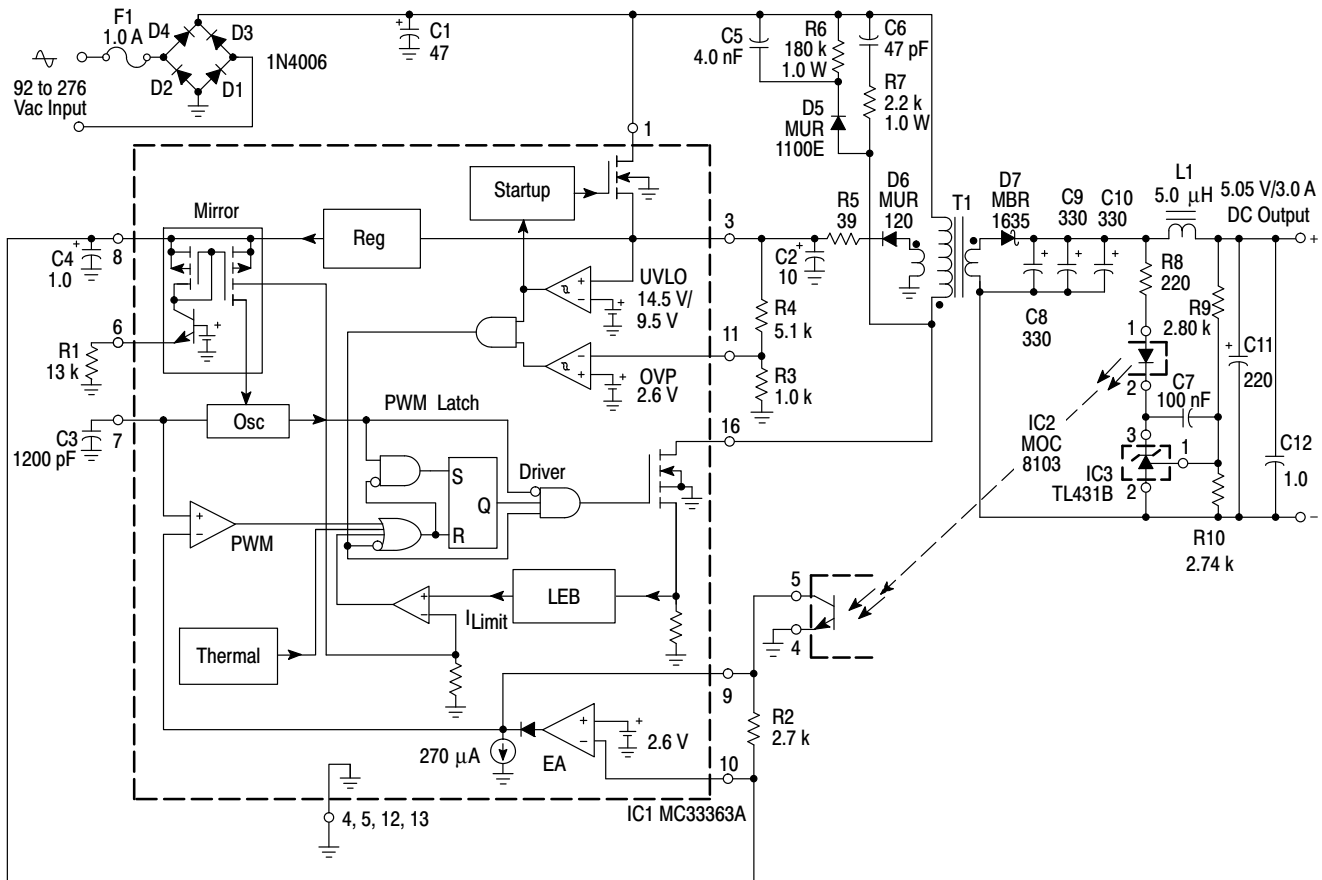 F1
1.0 A
D4
D3
D2
D1
1N4006
92 to 276
Vac Input
C1
47
+
1
C5
4.0 nF
R6
180 k
1.0 W
C6
47 pF
R7
2.2 k
1.0 W
D5
MUR
1100E
Startup
Mirror
Reg
8
C4
1.0
+
6
R1
13 k
+
3
R5
39
D6
MUR
120
T1
D7
MBR
1635
C9
330
C10
330
L1
5.0 µH
5.05 V/3.0 A
DC Output
+
C2
10
+
UVLO
14.5 V/
9.5 V
+
–
+
R4
5.1 k
11
OVP
2.6 V
–
+
+
R3
1.0 k
C8
330
+
+
+
R8
220
R9
2.80 k
1
2
C7
100 nF
C11
220
+
IC2
MOC
8103
3
1
IC3
TL431B
2
C12
1.0
–
R10
2.74 k
Osc
PWM Latch
7
C3
1200 pF
16
Driver
S
Q
R
+
–
PWM
LEB
+
–
ILimit
Thermal
5
4
9
R2
2.7 k
270 µA
EA
+
–
+
2.6 V
10
4, 5, 12, 13
IC1 MC33363A